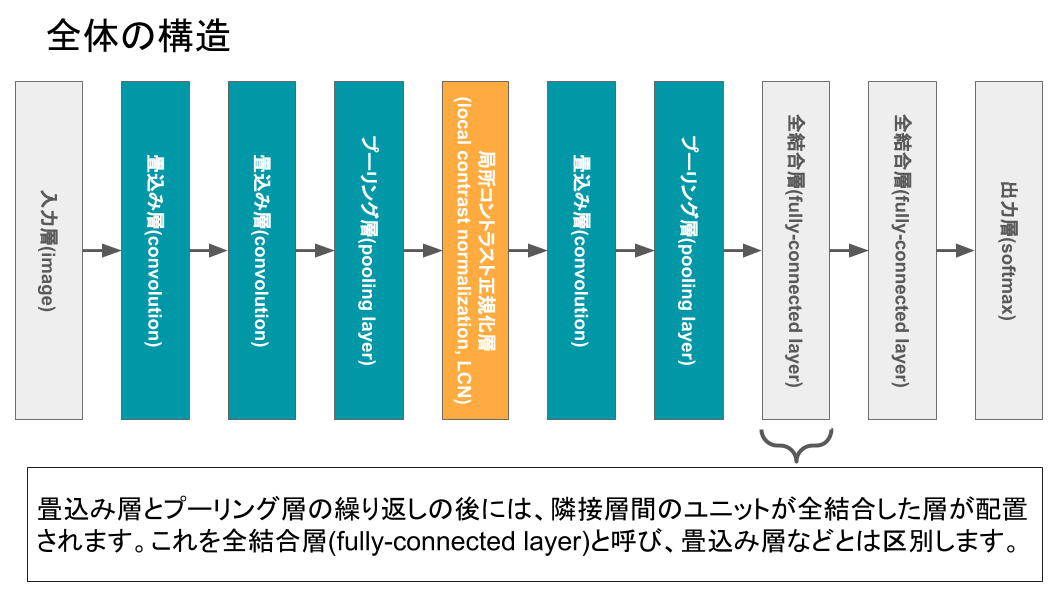 全体の構造
入力層(image)
畳込み層(convolution)
畳込み層(convolution)
プーリング層(pooling layer)
局所コントラスト正規化層
(local contrast normalization, LCN)
畳込み層(convolution)
プーリング層(pooling layer)
全結合層(fully-connected layer)
全結合層(fully-connected layer)
出力層(softmax)
畳込み層とプーリング層の繰り返しの後には、隣接層間のユニットが全結合した層が配置
されます。これを全結合層(fully-connected layer)と呼び、畳込み層などとは区別します。